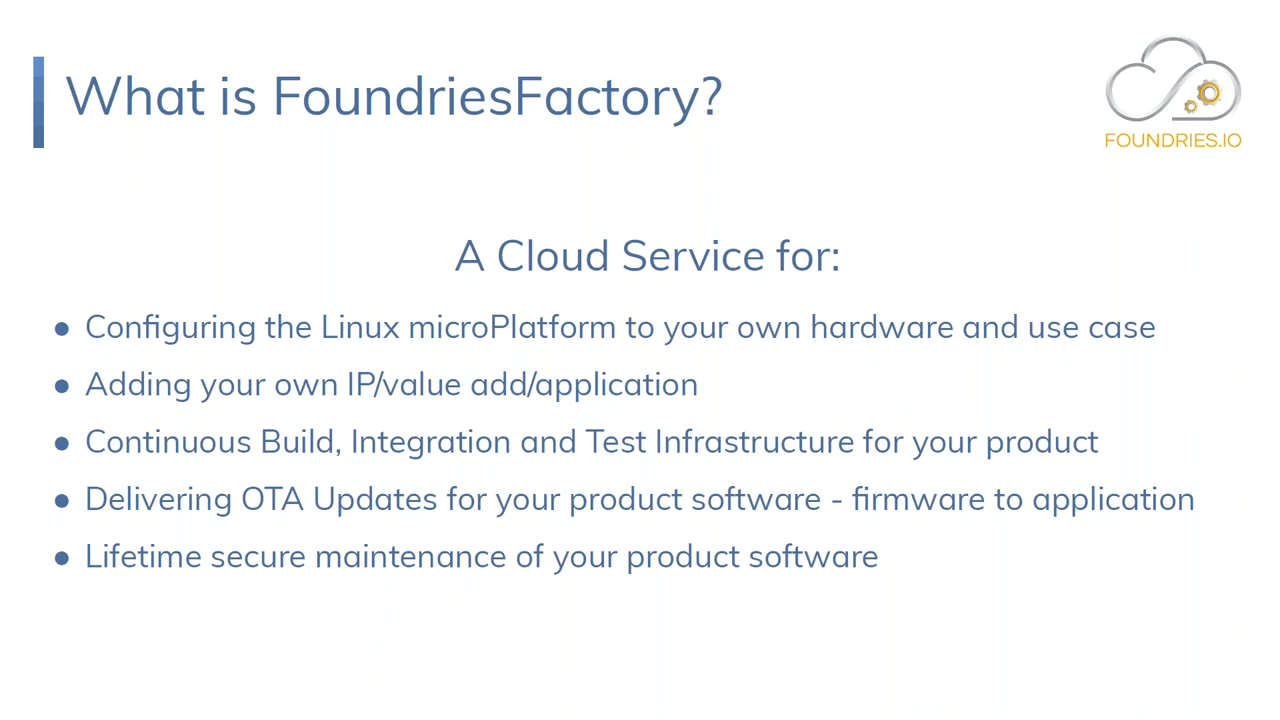 What is FoundriesFactory?
FOUNDRIES.IO
A Cloud Service for:
● Configuring the Linux microPlatform to your own hardware and use case
● Adding your own IP/value add/application
● Continuous Build, Integration and Test Infrastructure for your product
● Delivering OTA Updates for your product software - firmware to application
● Lifetime secure maintenance of your product software